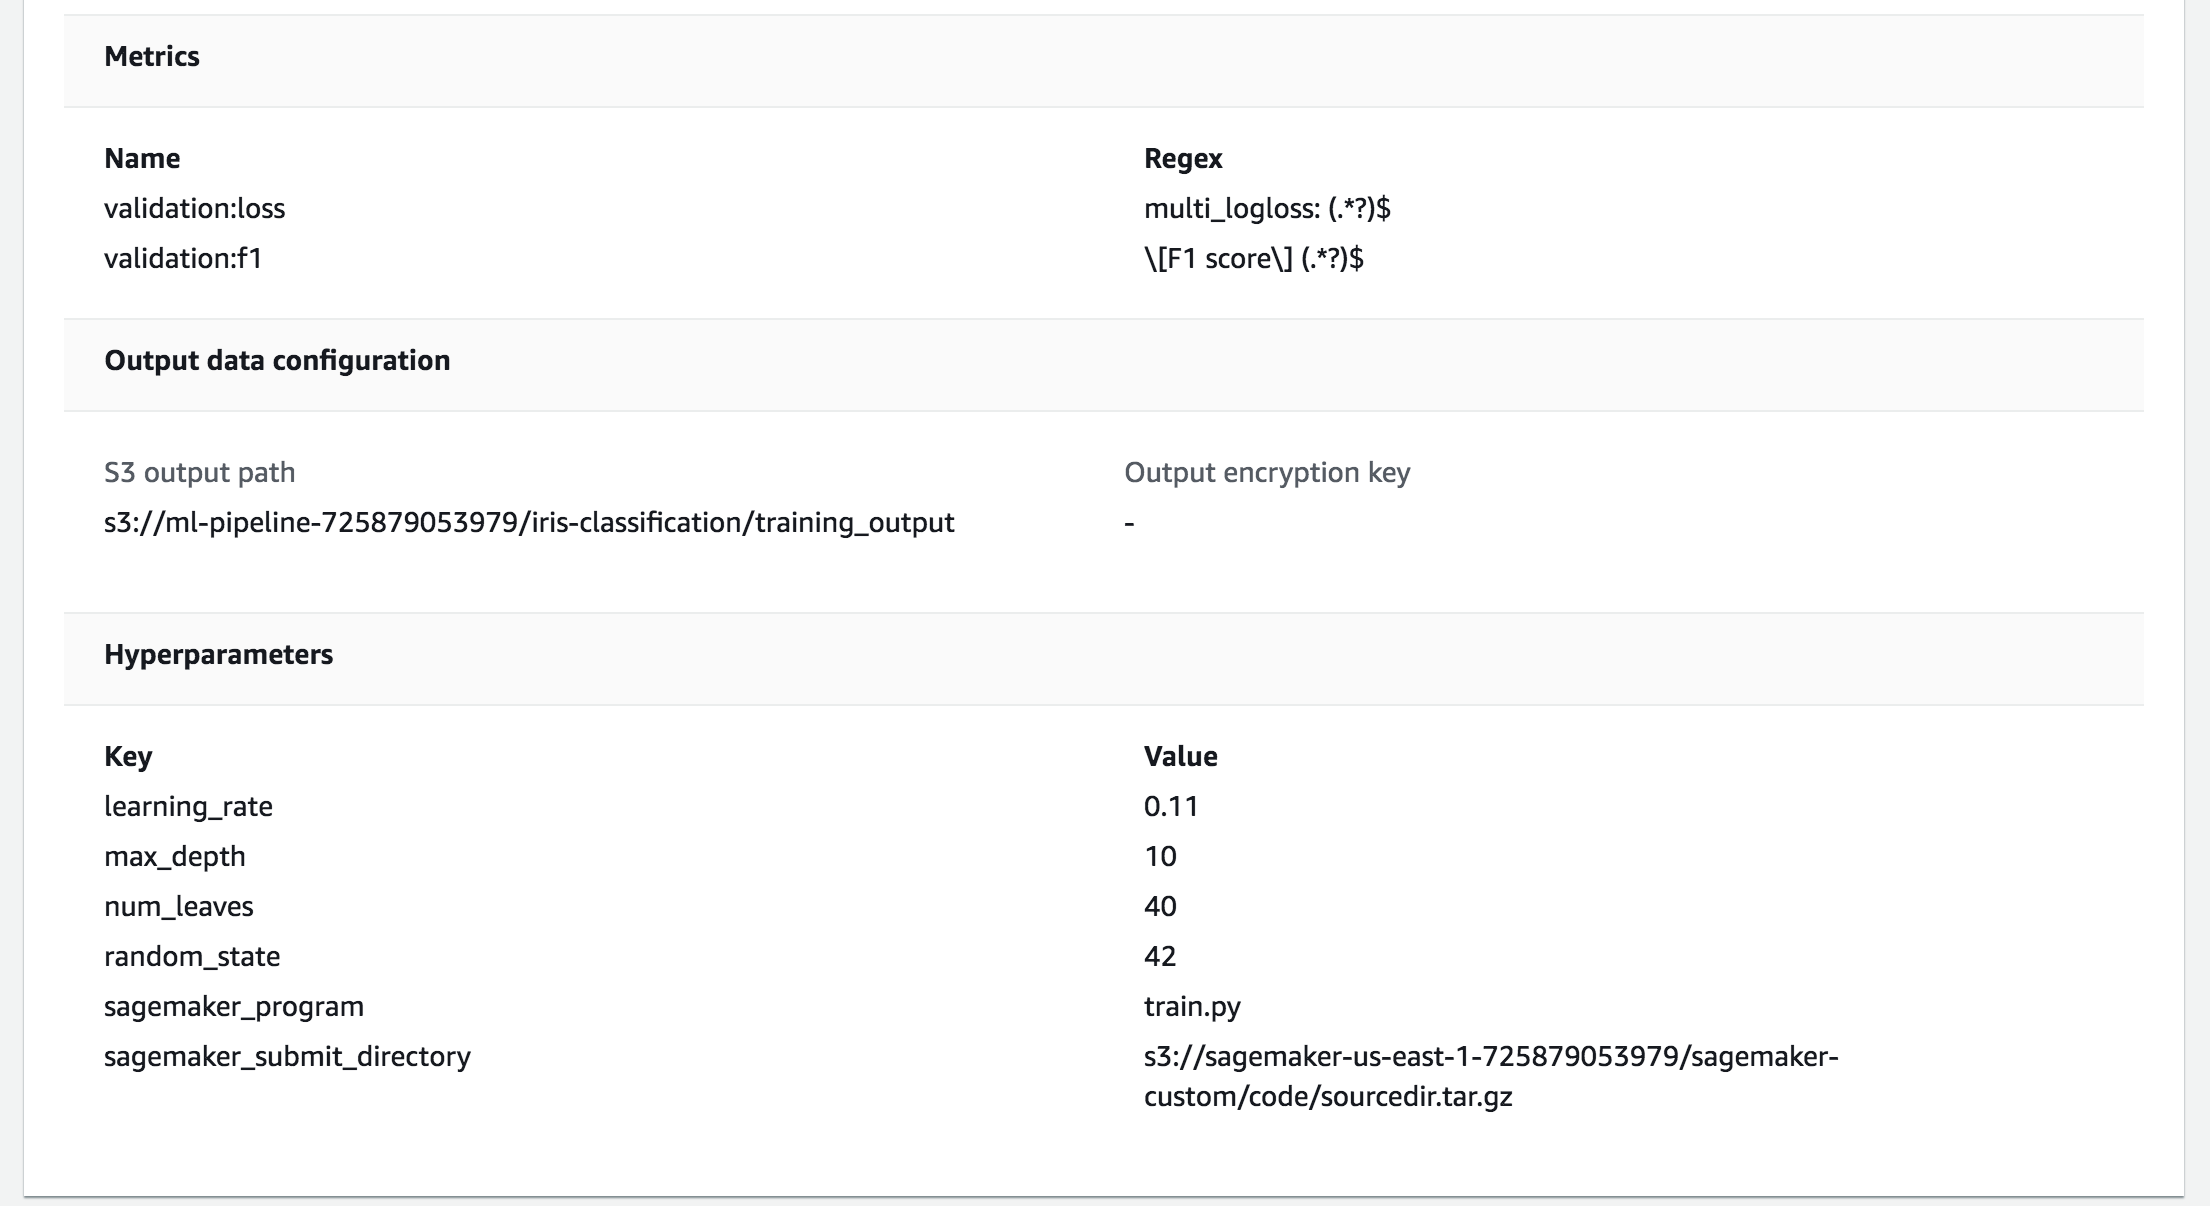 Metrics
Name Regex
validation:loss multi_logloss: (.*?)$
validation:f1 \[F1 score\] (.*?)$
Output data configuration
S3 output path Output encryption key
s3://ml-pipeline-725879053979/iris-classification/training_output -
Hyperparameters
Key Value
learning_rate 0.11
max_depth 10
num_leaves 40
random_state 42
sagemaker_program train.py
sagemaker_submit_directory s3://sagemaker-us-east-1-725879053979/sagemaker-
custom/code/sourcedir.tar.gz